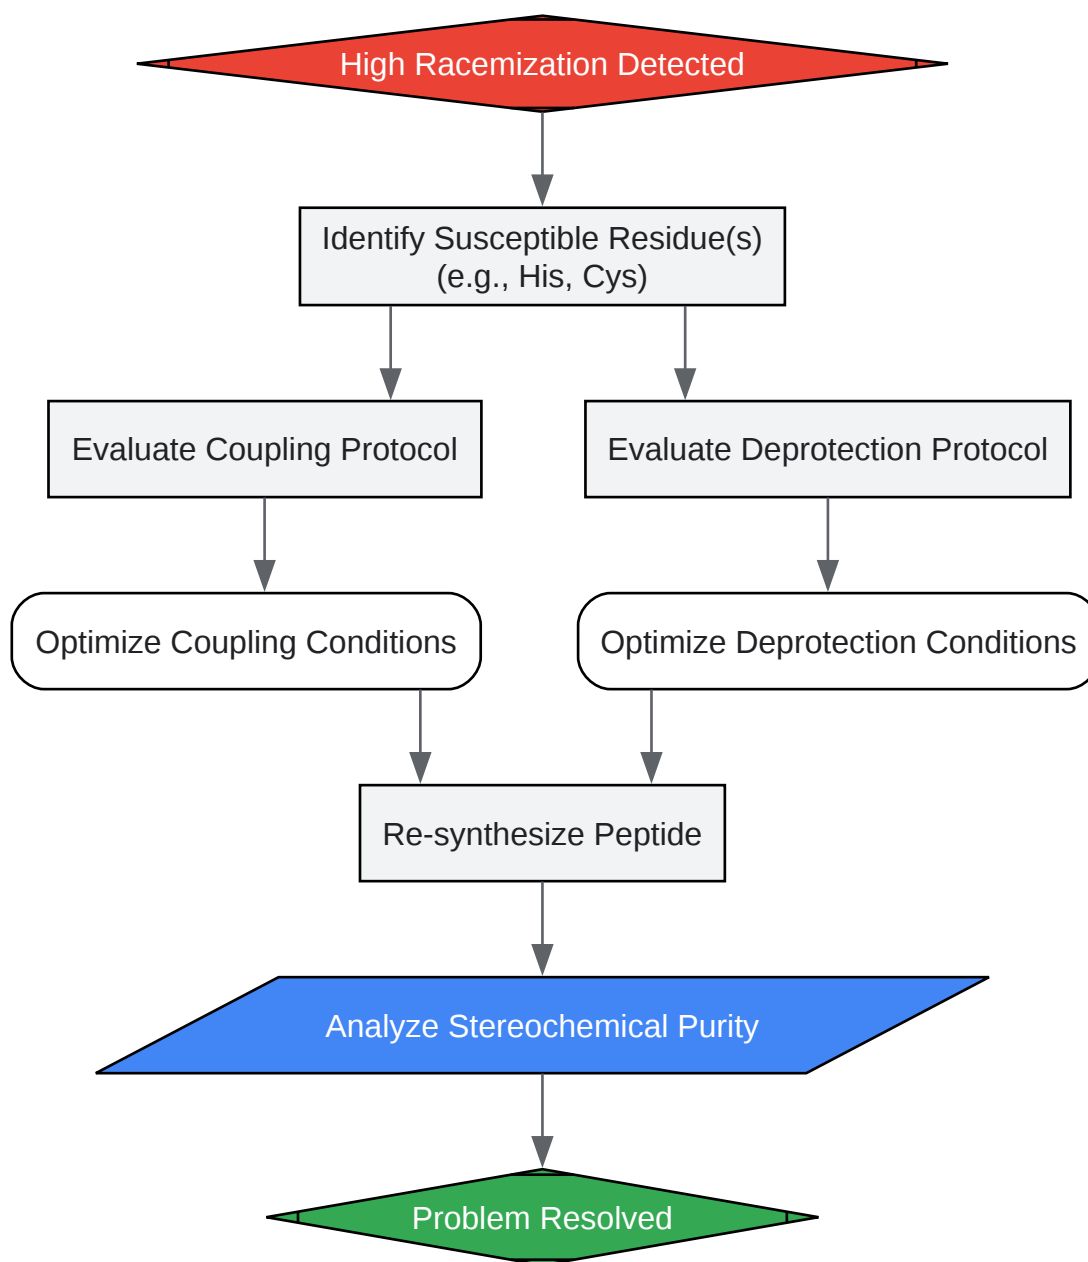 High Racemization Detected
Identify Susceptible Residue(s)
(e.g., His, Cys)
Evaluate Coupling Protocol
Evaluate Deprotection Protocol
Optimize Coupling Conditions
Optimize Deprotection Conditions
Re-synthesize Peptide
Analyze Stereochemical Purity
Problem Resolved